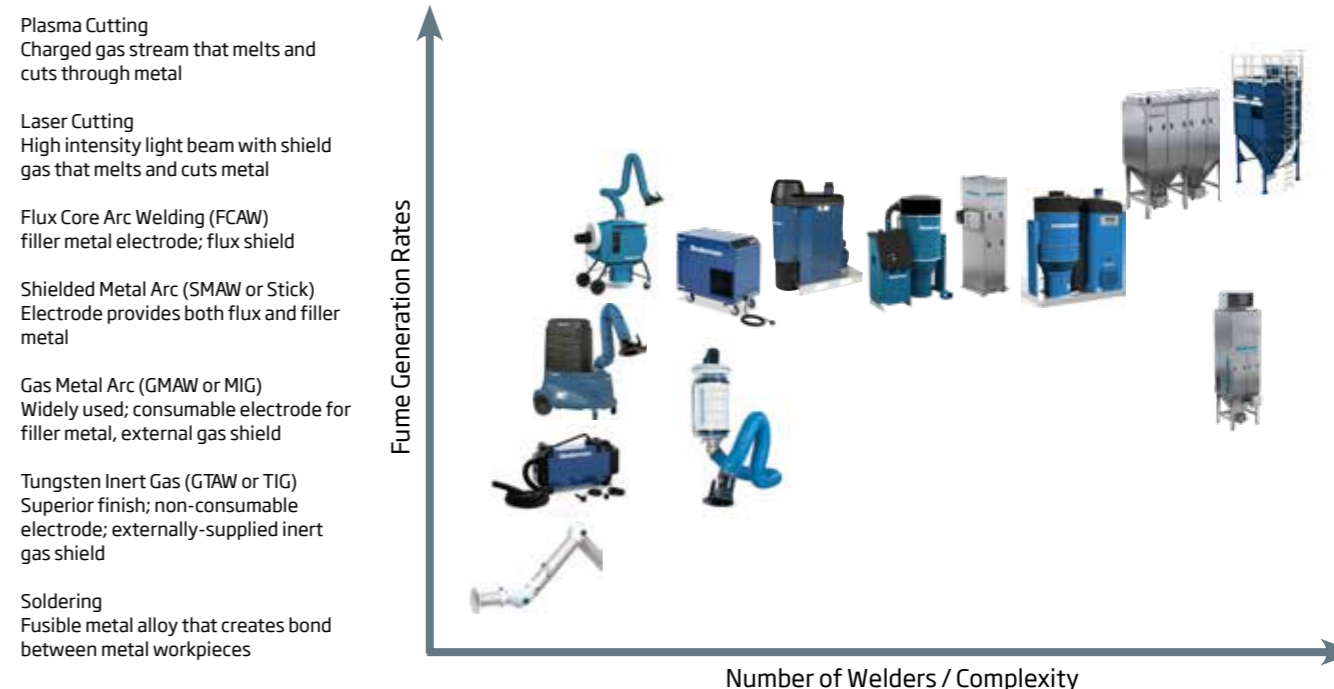 Plasma Cutting
Charged gas stream that melts and
cuts through metal
Laser Cutting
High intensity light beam with shield
gas that melts and cuts metal
Flux Core Arc Welding (FCAW)
filler metal electrode; flux shield
Shielded Metal Arc (SMAW or Stick)
Electrode provides both flux and filler
metal
Gas Metal Arc (GMAW or MIG)
Widely used; consumable electrode for
filler metal, external gas shield
Tungsten Inert Gas (GTAW or TIG)
Superior finish; non-consumable
electrode; externally-supplied inert
gas shield
Soldering
Fusible metal alloy that creates bond
between metal workpieces
Fume Generation Rates
Number of Welders / Complexity